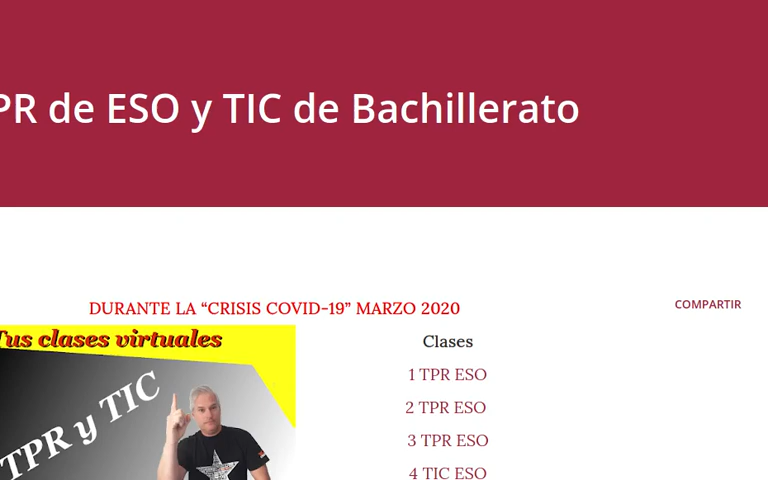 PR de ESO y TIC de Bachillerato
DURANTE LA “CRISIS COVID-19” MARZO 2020
COMPARTIR
Tus clases virtuales
TPR y TIC
Clases
1 TPR ESO
2 TPR ESO
3 TPR ESO
4 TIC ESO